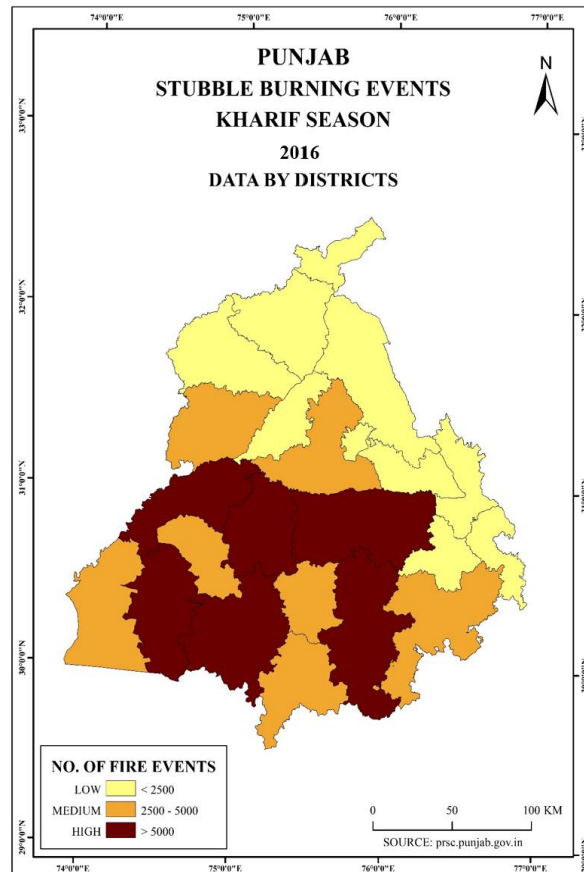 74°0'0"E 75°0'0"E 76°0'0"E 77°0'0"E
PUNJAB
STUBBLE BURNING EVENTS
KHARIF SEASON
2016
DATA BY DISTRICTS
N
33°0'0"N
32°0'0"N
31°0'0"N
30°0'0"N
29°0'0"N
NO. OF FIRE EVENTS
LOW < 2500
MEDIUM 2500 - 5000
HIGH > 5000
0 50 100 KM
SOURCE: prsc.punjab.gov.in
74°0'0"E 75°0'0"E 76°0'0"E 77°0'0"E